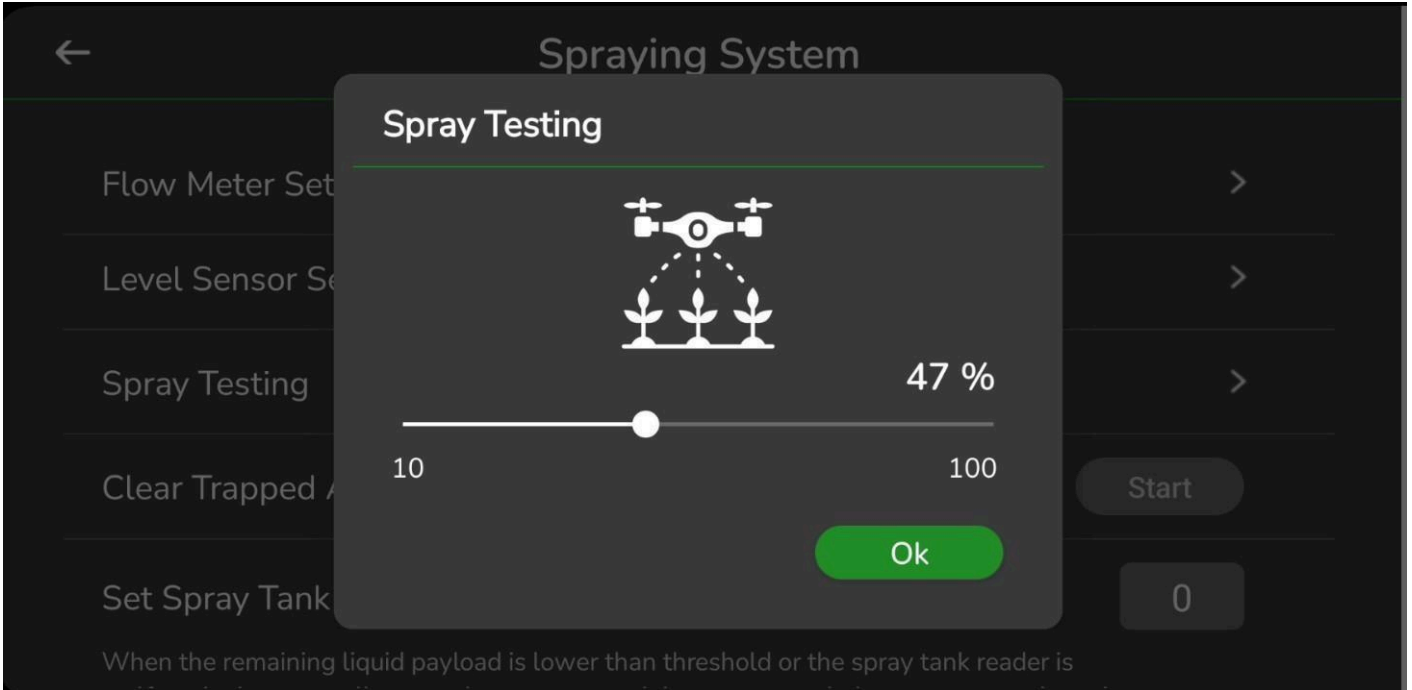 Spraying System
Spray Testing
Flow Meter Set
Level Sensor
Spray Testing
47 %
10
100
Clear Trapped
Start
Ok
Set Spray Tank
0
When the remaining liquid payload is lower than threshold or the spray tank reader is